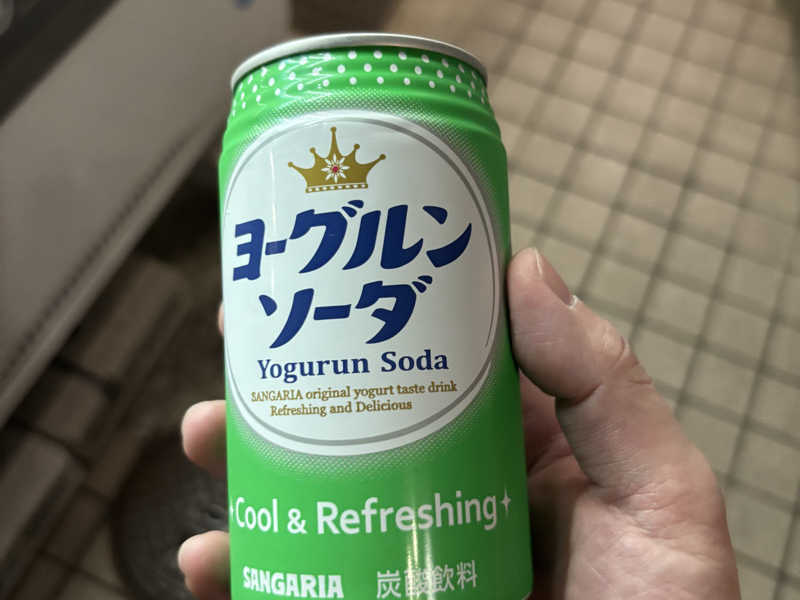 ヨーグルン
ソーダ
Yogurun Soda
SANGARIA original yogurt taste drink
Refreshing and Delicious
Cool & Refreshing
SANGARIA 炭酸飲料